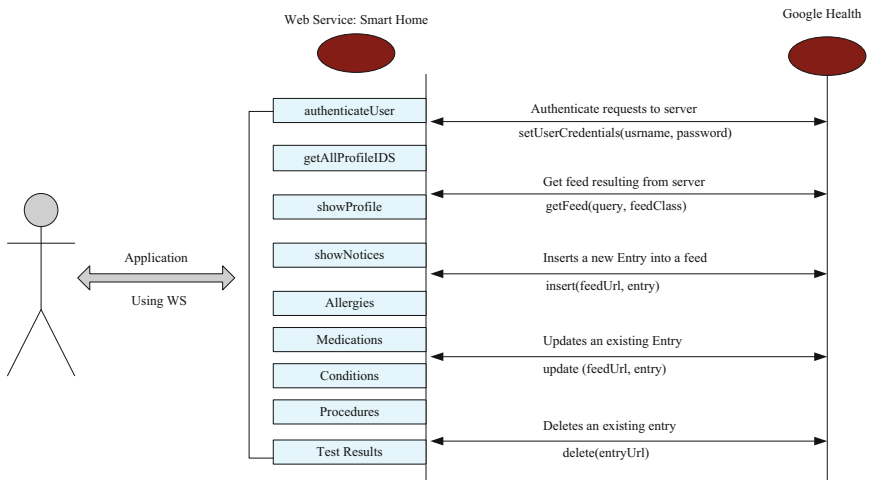 Web Service: Smart Home
Google Health
authenticateUser
getAllProfileIDS
showProfile
showNotices
Allergies
Medications
Conditions
Procedures
Test Results
Application
Using WS
Authenticate requests to server
setUserCredentials(usrname, password)
Get feed resulting from server
getFeed(query, feedClass)
Inserts a new Entry into a feed
insert(feedUrl, entry)
Updates an existing Entry
update (feedUrl, entry)
Deletes an existing entry
delete(entryUrl)